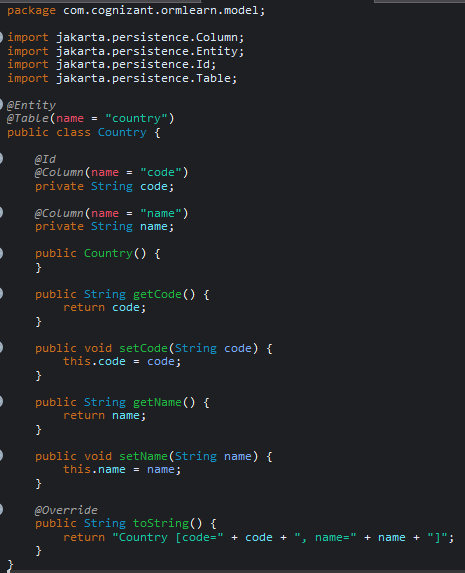 package com.cognizant.ormlearn.model;
import jakarta.persistence.Column;
import jakarta.persistence.Entity;
import jakarta.persistence.Id;
import jakarta.persistence.Table;
@Entity
@Table(name = "country")
public class Country {
@Id
@Column(name = "code")
private String code;
@Column(name = "name")
private String name;
public Country() {
}
public String getCode() {
return code;
}
public void setCode(String code) {
this.code = code;
}
public String getName() {
return name;
}
public void setName(String name) {
this.name = name;
}
@Override
public String toString() {
return "Country [code=" + code + ", name=" + name + "]";
}
}